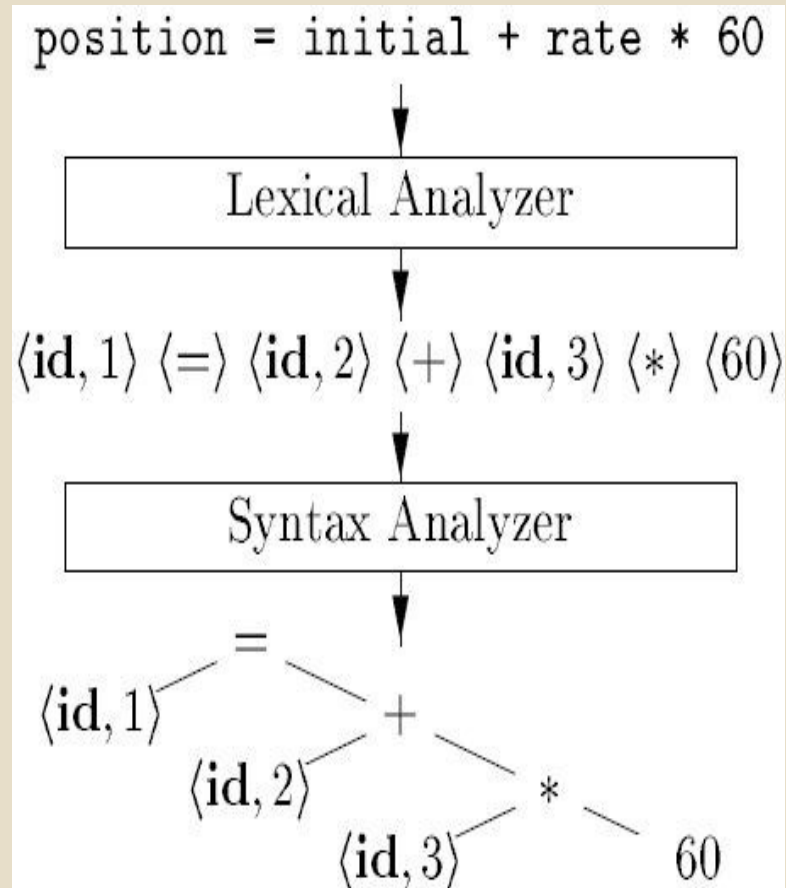 position = initial + rate * 60
Lexical Analyzer
⟨id, 1⟩ ⟨=⟩ ⟨id, 2⟩ ⟨+⟩ ⟨id, 3⟩ ⟨*⟩ ⟨60⟩
Syntax Analyzer
=
⟨id, 1⟩ +
⟨id, 2⟩ *
⟨id, 3⟩ 60